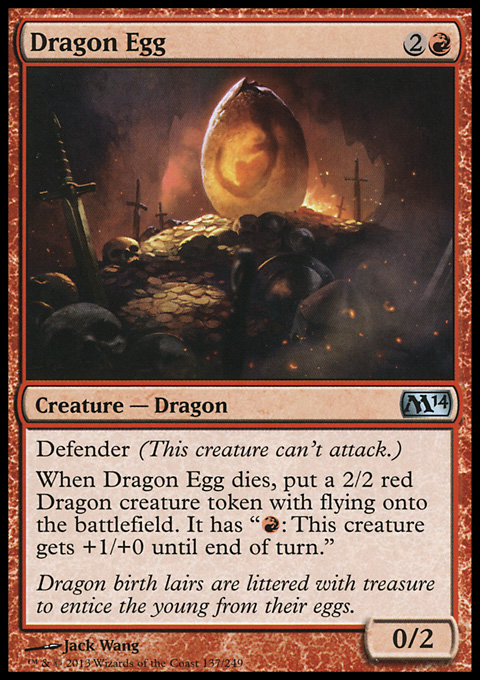 Dragon Egg 2
Creature — Dragon M14
Defender (This creature can't attack.)
When Dragon Egg dies, put a 2/2 red
Dragon creature token with flying onto
the battlefield. It has “: This creature
gets +1/+0 until end of turn.”
Dragon birth lairs are littered with treasure
to entice the young from their eggs.
Jack Wang
0/2
™ & © 2013 Wizards of the Coast 137/249